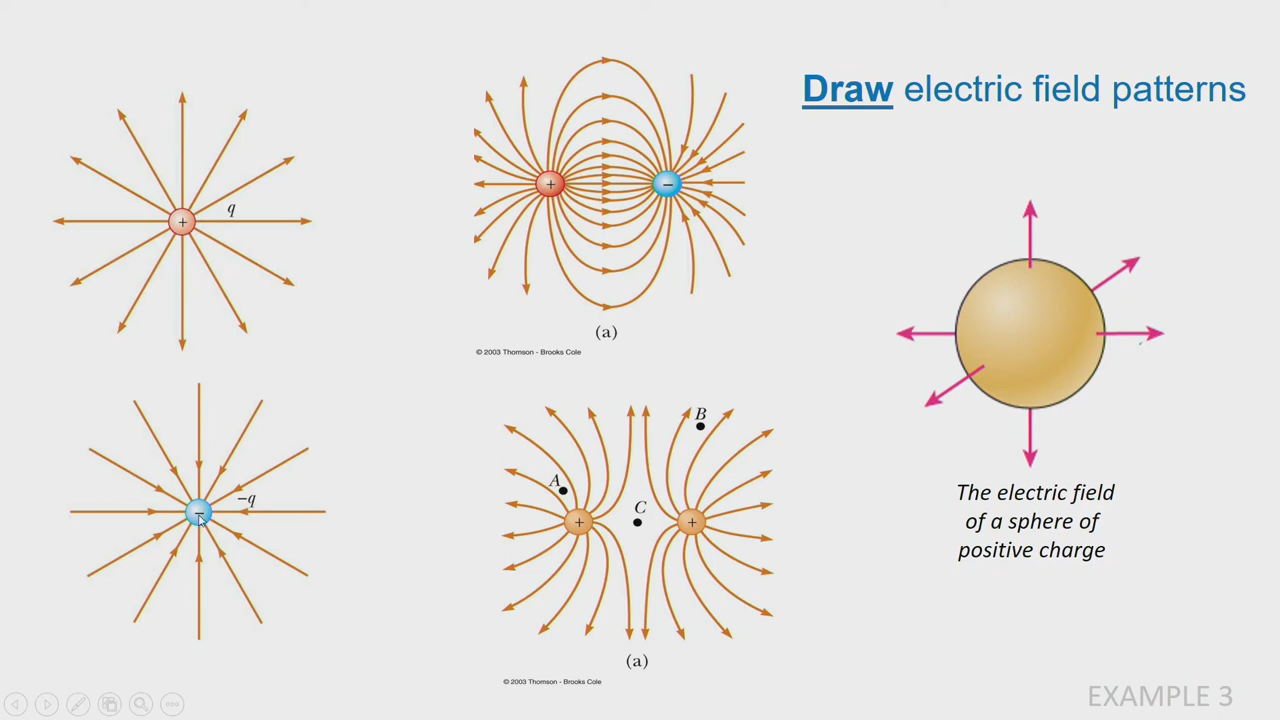 Draw electric field patterns
+
q
+
−
(a)
© 2003 Thomson - Brooks Cole
−
−q
A
B
C
+
+
(a)
© 2003 Thomson - Brooks Cole
The electric field
of a sphere of
positive charge
EXAMPLE 3